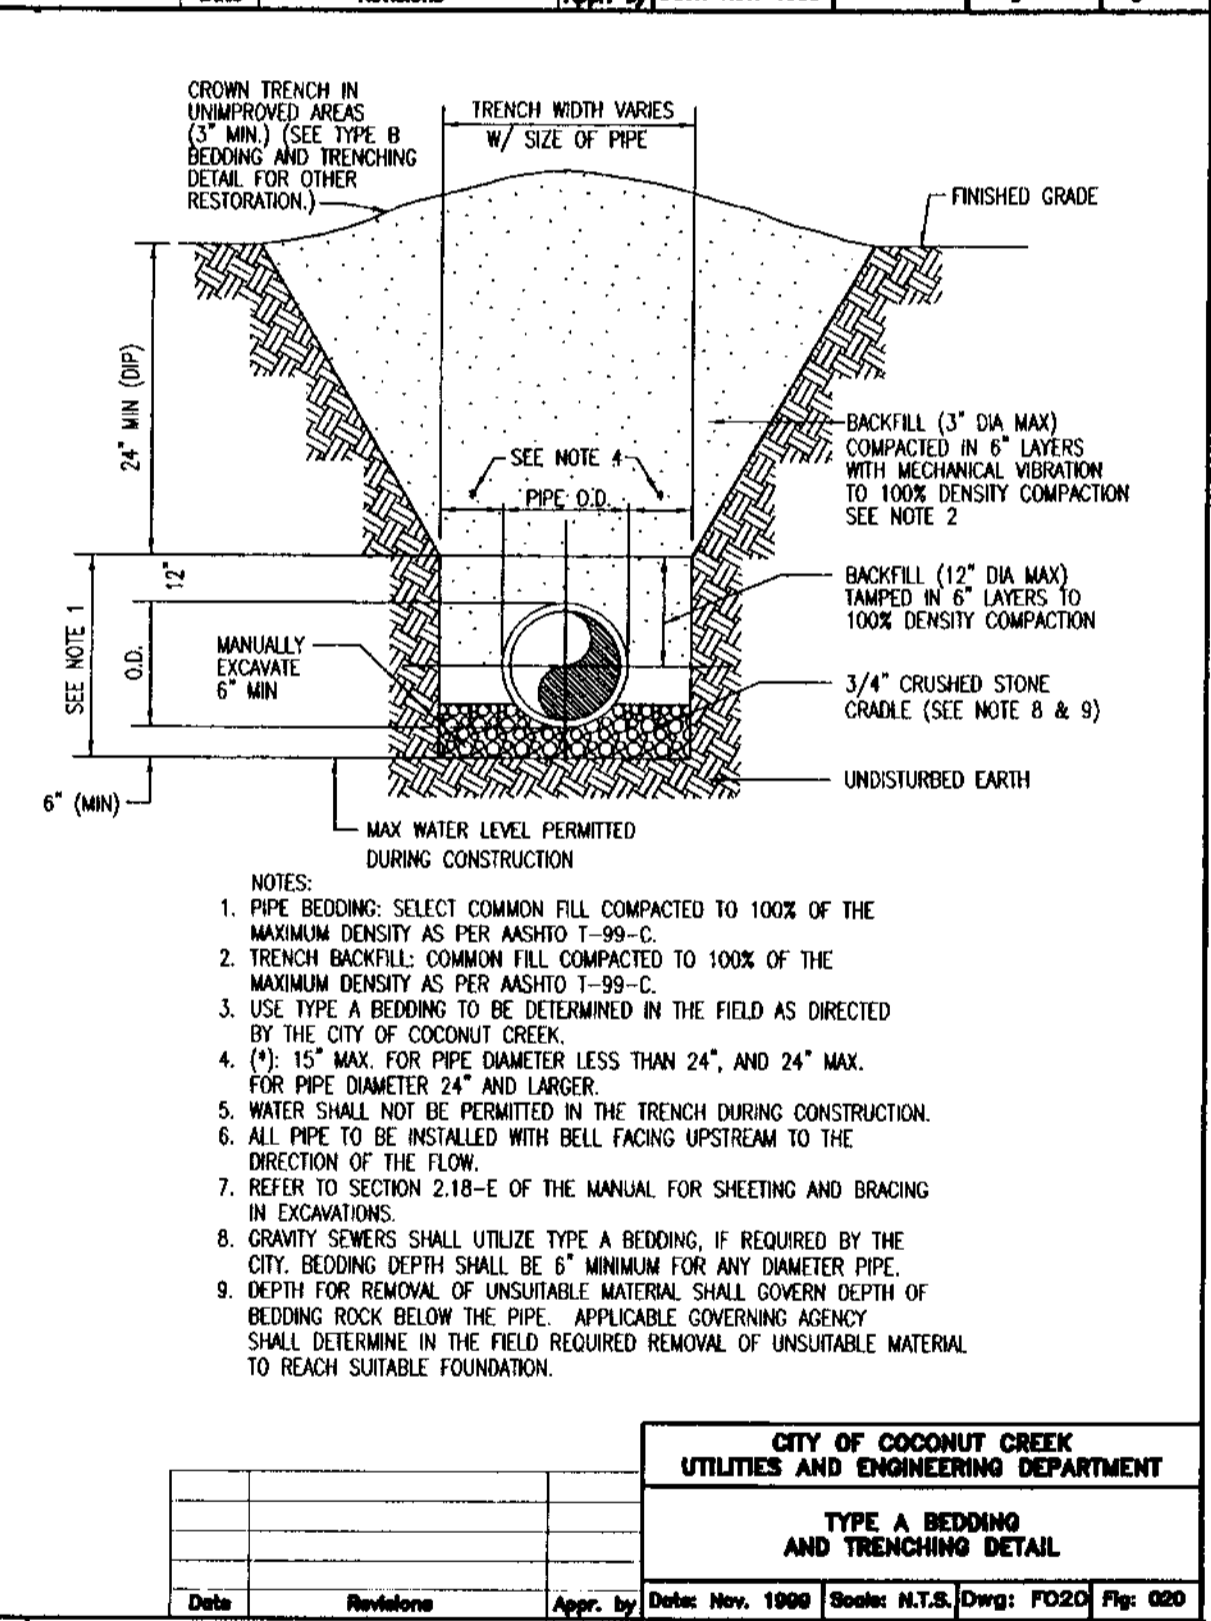 CROWN TRENCH IN
UNIMPROVED AREAS
(3" MIN.) (SEE TYPE B
BEDDING AND TRENCHING
DETAIL FOR OTHER
RESTORATION.)
TRENCH WIDTH VARIES
W/ SIZE OF PIPE
FINISHED GRADE
24" MIN (DIP)
SEE NOTE 4
PIPE O.D.
BACKFILL (3" DIA MAX)
COMPACTED IN 6" LAYERS
WITH MECHANICAL VIBRATION
TO 100% DENSITY COMPACTION
SEE NOTE 2
12"
SEE NOTE 1
O.D.
MANUALLY
EXCAVATE
6" MIN
BACKFILL (12" DIA MAX)
TAMPED IN 6" LAYERS TO
100% DENSITY COMPACTION
3/4" CRUSHED STONE
CRADLE (SEE NOTE 8 & 9)
UNDISTURBED EARTH
6" (MIN)
MAX WATER LEVEL PERMITTED
DURING CONSTRUCTION
NOTES:
1. PIPE BEDDING: SELECT COMMON FILL COMPACTED TO 100% OF THE
MAXIMUM DENSITY AS PER AASHTO T-99-C.
2. TRENCH BACKFILL: COMMON FILL COMPACTED TO 100% OF THE
MAXIMUM DENSITY AS PER AASHTO T-99-C.
3. USE TYPE A BEDDING TO BE DETERMINED IN THE FIELD AS DIRECTED
BY THE CITY OF COCONUT CREEK.
4. (*): 15" MAX. FOR PIPE DIAMETER LESS THAN 24", AND 24" MAX.
FOR PIPE DIAMETER 24" AND LARGER.
5. WATER SHALL NOT BE PERMITTED IN THE TRENCH DURING CONSTRUCTION.
6. ALL PIPE TO BE INSTALLED WITH BELL FACING UPSTREAM TO THE
DIRECTION OF THE FLOW.
7. REFER TO SECTION 2.18-E OF THE MANUAL FOR SHEETING AND BRACING
IN EXCAVATIONS.
8. GRAVITY SEWERS SHALL UTILIZE TYPE A BEDDING, IF REQUIRED BY THE
CITY. BEDDING DEPTH SHALL BE 6" MINIMUM FOR ANY DIAMETER PIPE.
9. DEPTH FOR REMOVAL OF UNSUITABLE MATERIAL SHALL GOVERN DEPTH OF
BEDDING ROCK BELOW THE PIPE. APPLICABLE GOVERNING AGENCY
SHALL DETERMINE IN THE FIELD REQUIRED REMOVAL OF UNSUITABLE MATERIAL
TO REACH SUITABLE FOUNDATION.
CITY OF COCONUT CREEK
UTILITIES AND ENGINEERING DEPARTMENT
TYPE A BEDDING
AND TRENCHING DETAIL
Date Revisions Appr. by Date: Nov. 1999 Scale: N.T.S. Dwg: FO20 Fig: 020